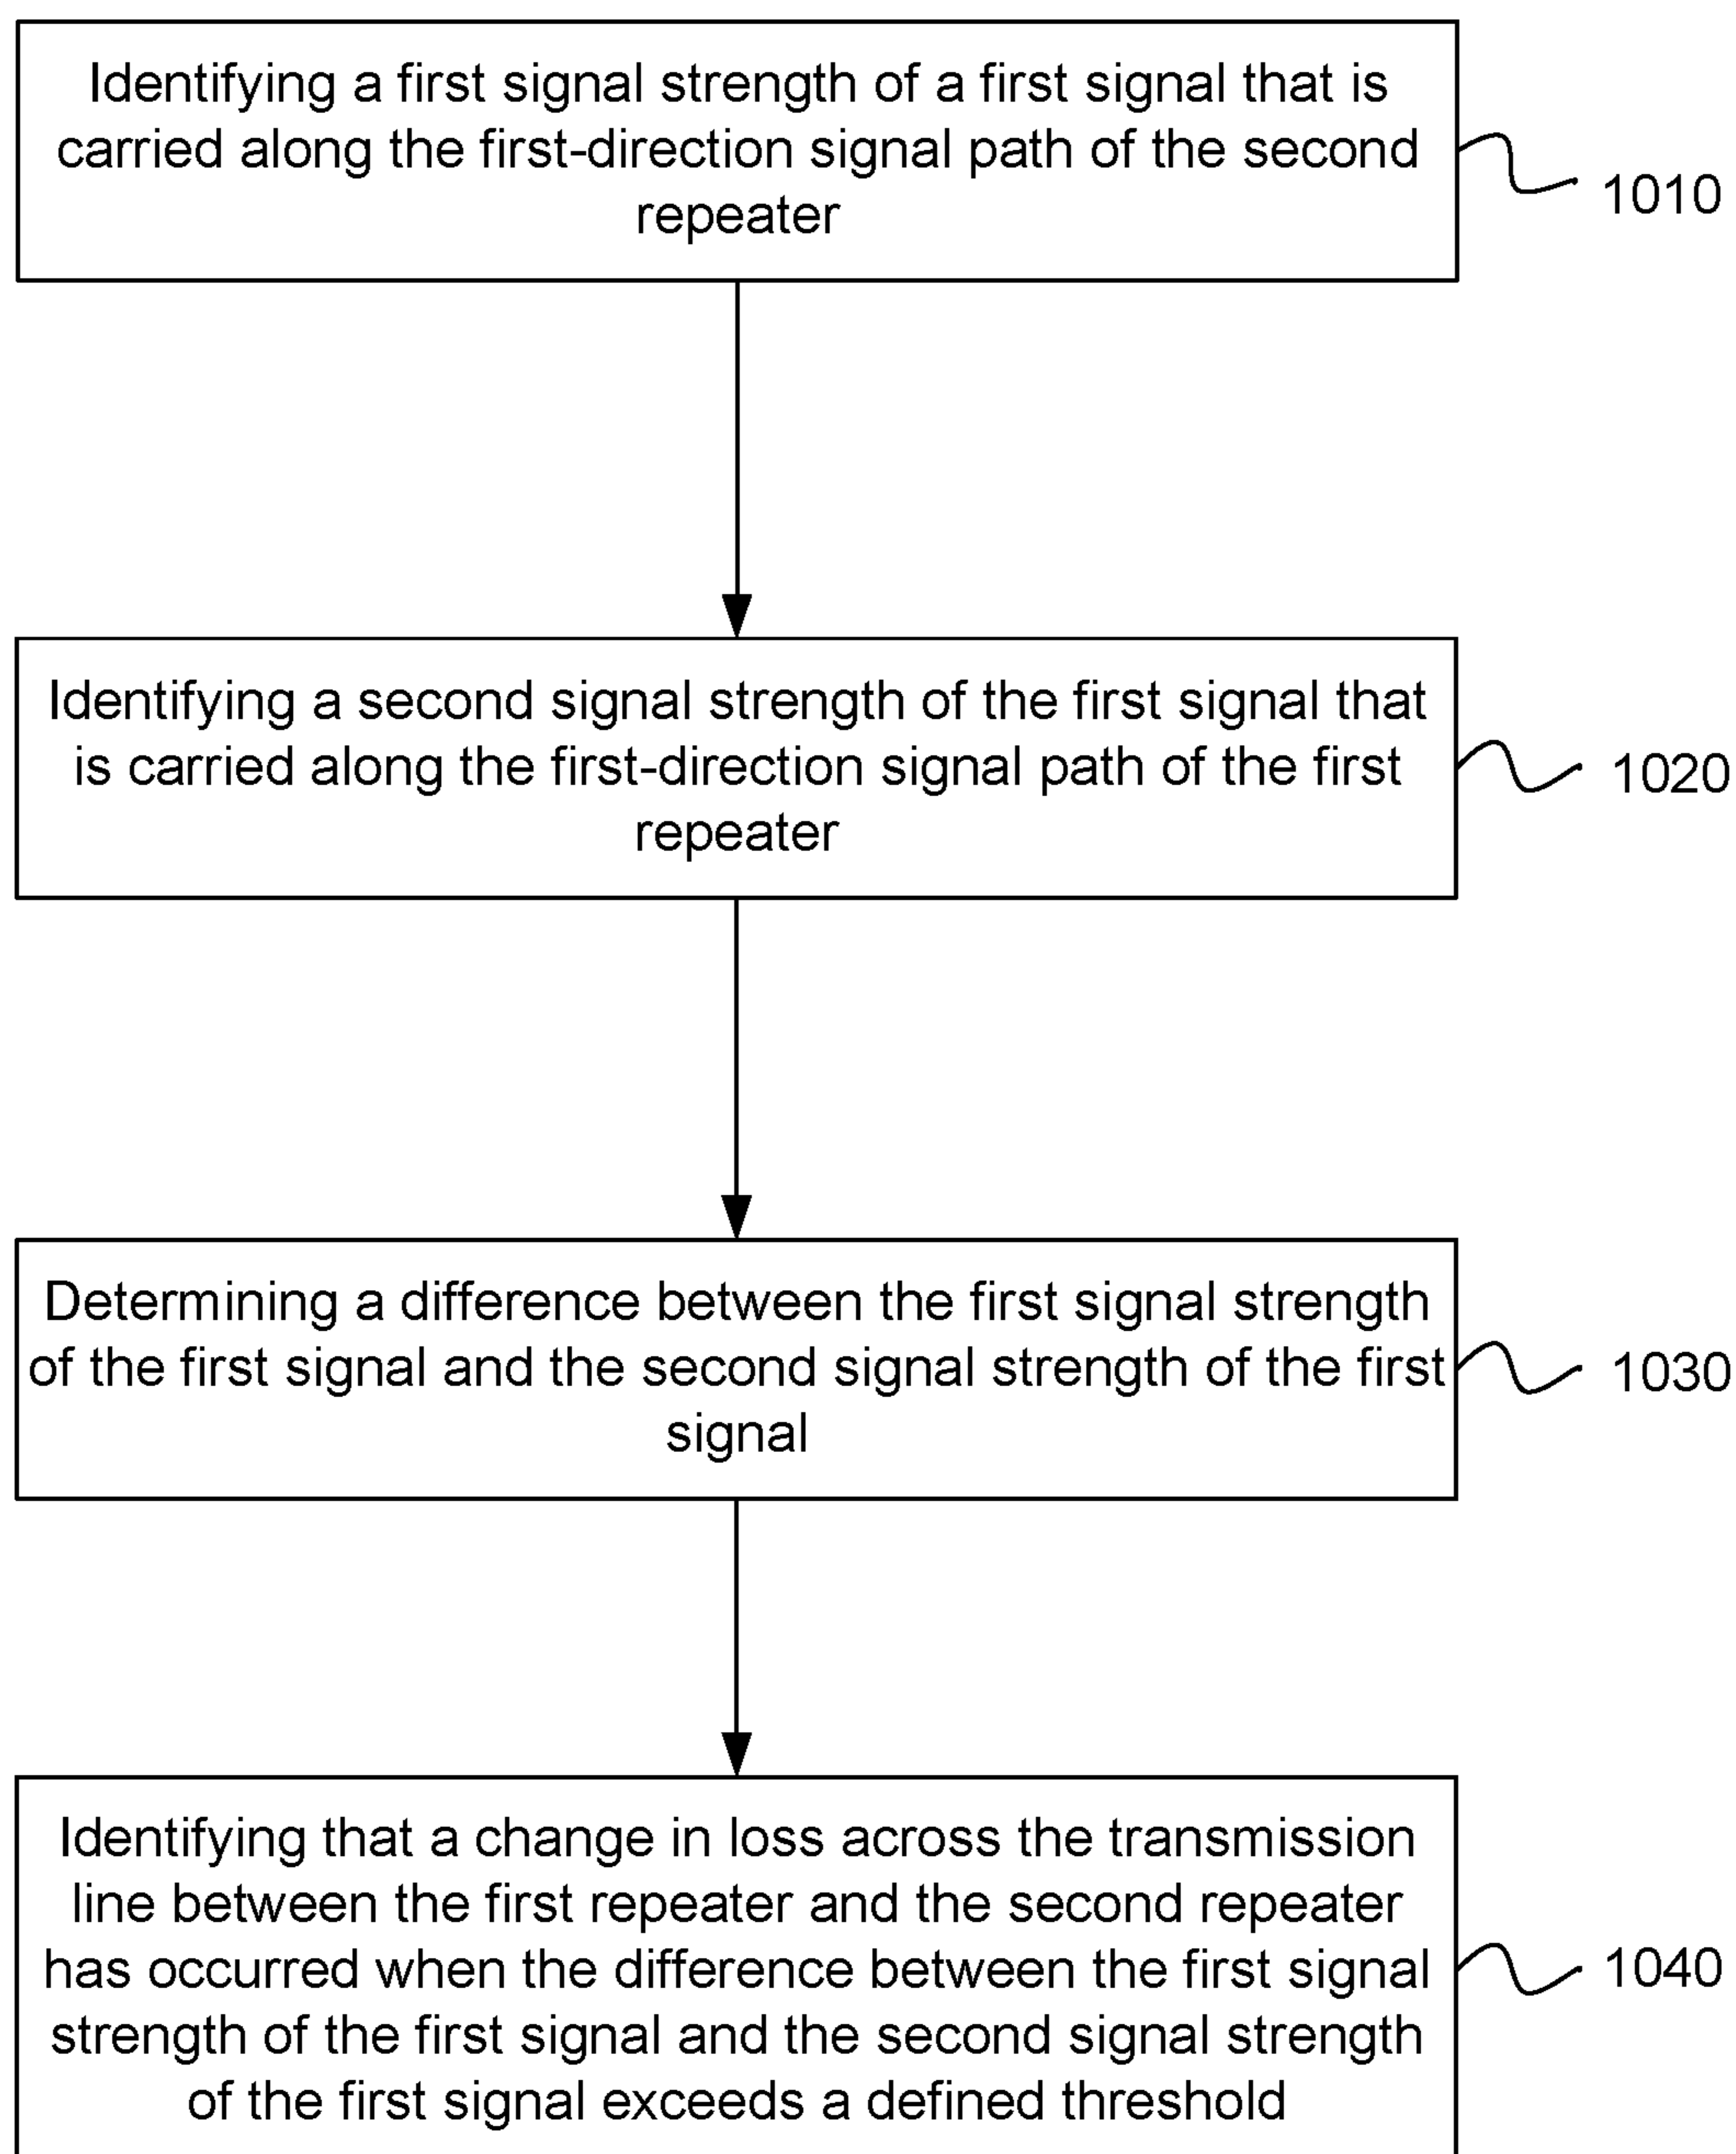 Identifying a first signal strength of a first signal that is
carried along the first-direction signal path of the second
repeater
1010
Identifying a second signal strength of the first signal that
is carried along the first-direction signal path of the first
repeater
1020
Determining a difference between the first signal strength
of the first signal and the second signal strength of the first
signal
1030
Identifying that a change in loss across the transmission
line between the first repeater and the second repeater
has occurred when the difference between the first signal
strength of the first signal and the second signal strength
of the first signal exceeds a defined threshold
1040